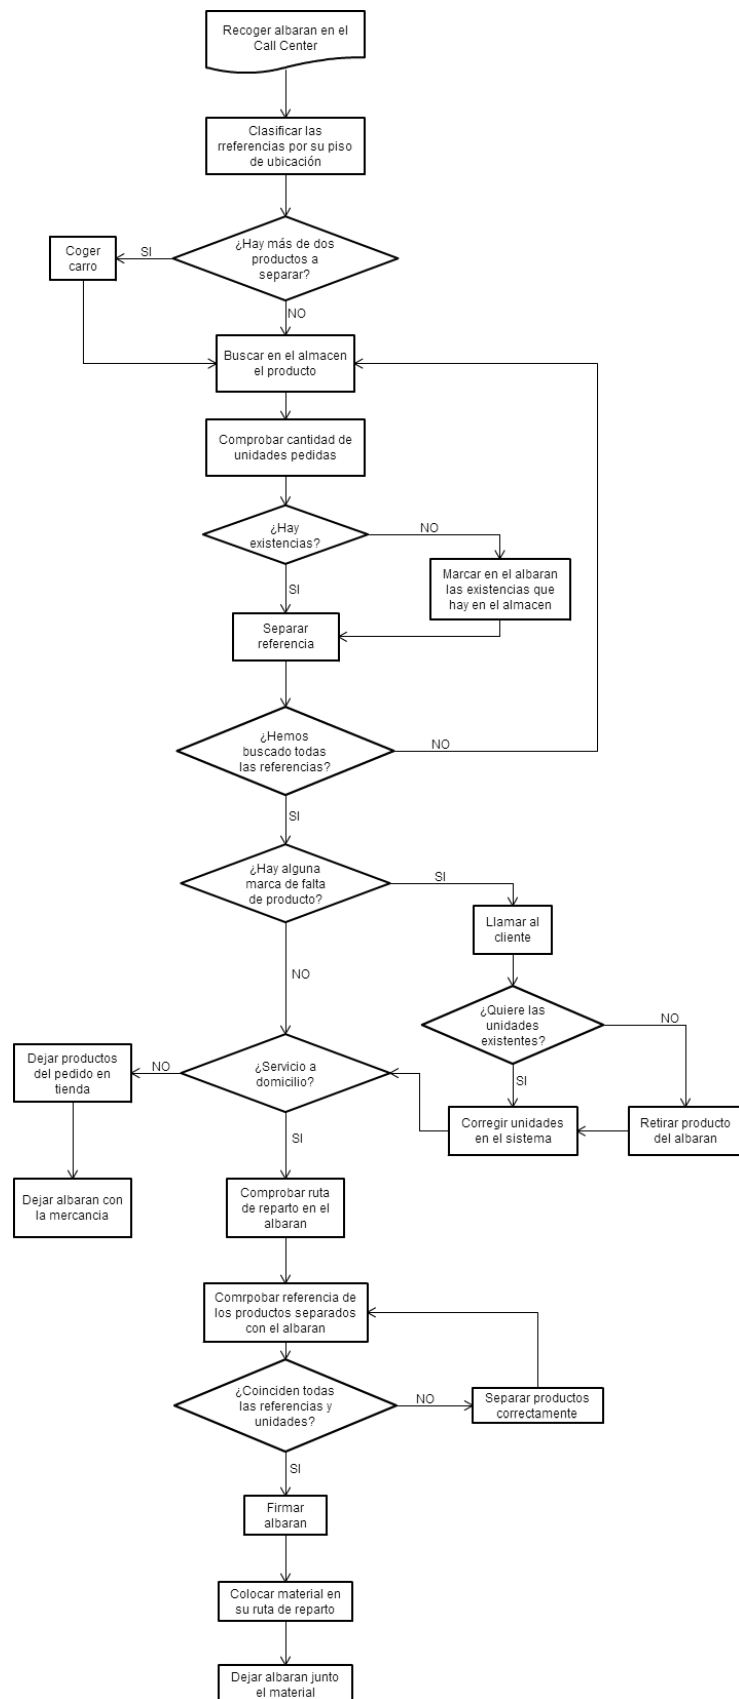 Recoger albaran en el
Call Center
Clasificar las
rreferencias por su piso
de ubicación
¿Hay más de dos
productos a
separar?
SI
Coger
carro
NO
Buscar en el almacen
el producto
Comprobar cantidad de
unidades pedidas
¿Hay
existencias?
NO
Marcar en el albaran
las existencias que
hay en el almacen
SI
Separar
referencia
¿Hemos
buscado todas
las referencias?
NO
SI
¿Hay alguna
marca de falta
de producto?
SI
Llamar al
cliente
NO
¿Quiere las
unidades
existentes?
NO
SI
Corregir unidades
en el sistema
Retirar producto
del albaran
¿Servicio a
domicilio?
NO
Dejar productos
del pedido en
tienda
Dejar albaran con
la mercancia
SI
Comprobar ruta
de reparto en el
albaran
Comrpobar referencia de
los productos separados
con el albaran
¿Coinciden todas
las referencias y
unidades?
NO
Separar productos
correctamente
SI
Firmar
albaran
Colocar material en
su ruta de reparto
Dejar albaran junto
el material